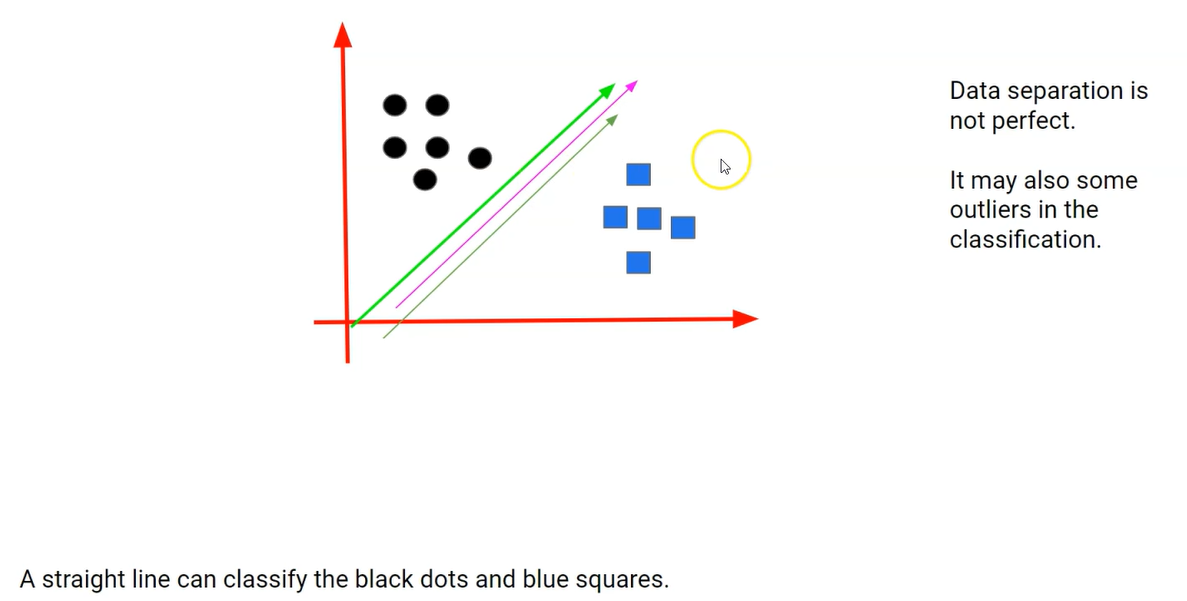 Data separation is
not perfect.
It may also some
outliers in the
classification.
A straight line can classify the black dots and blue squares.